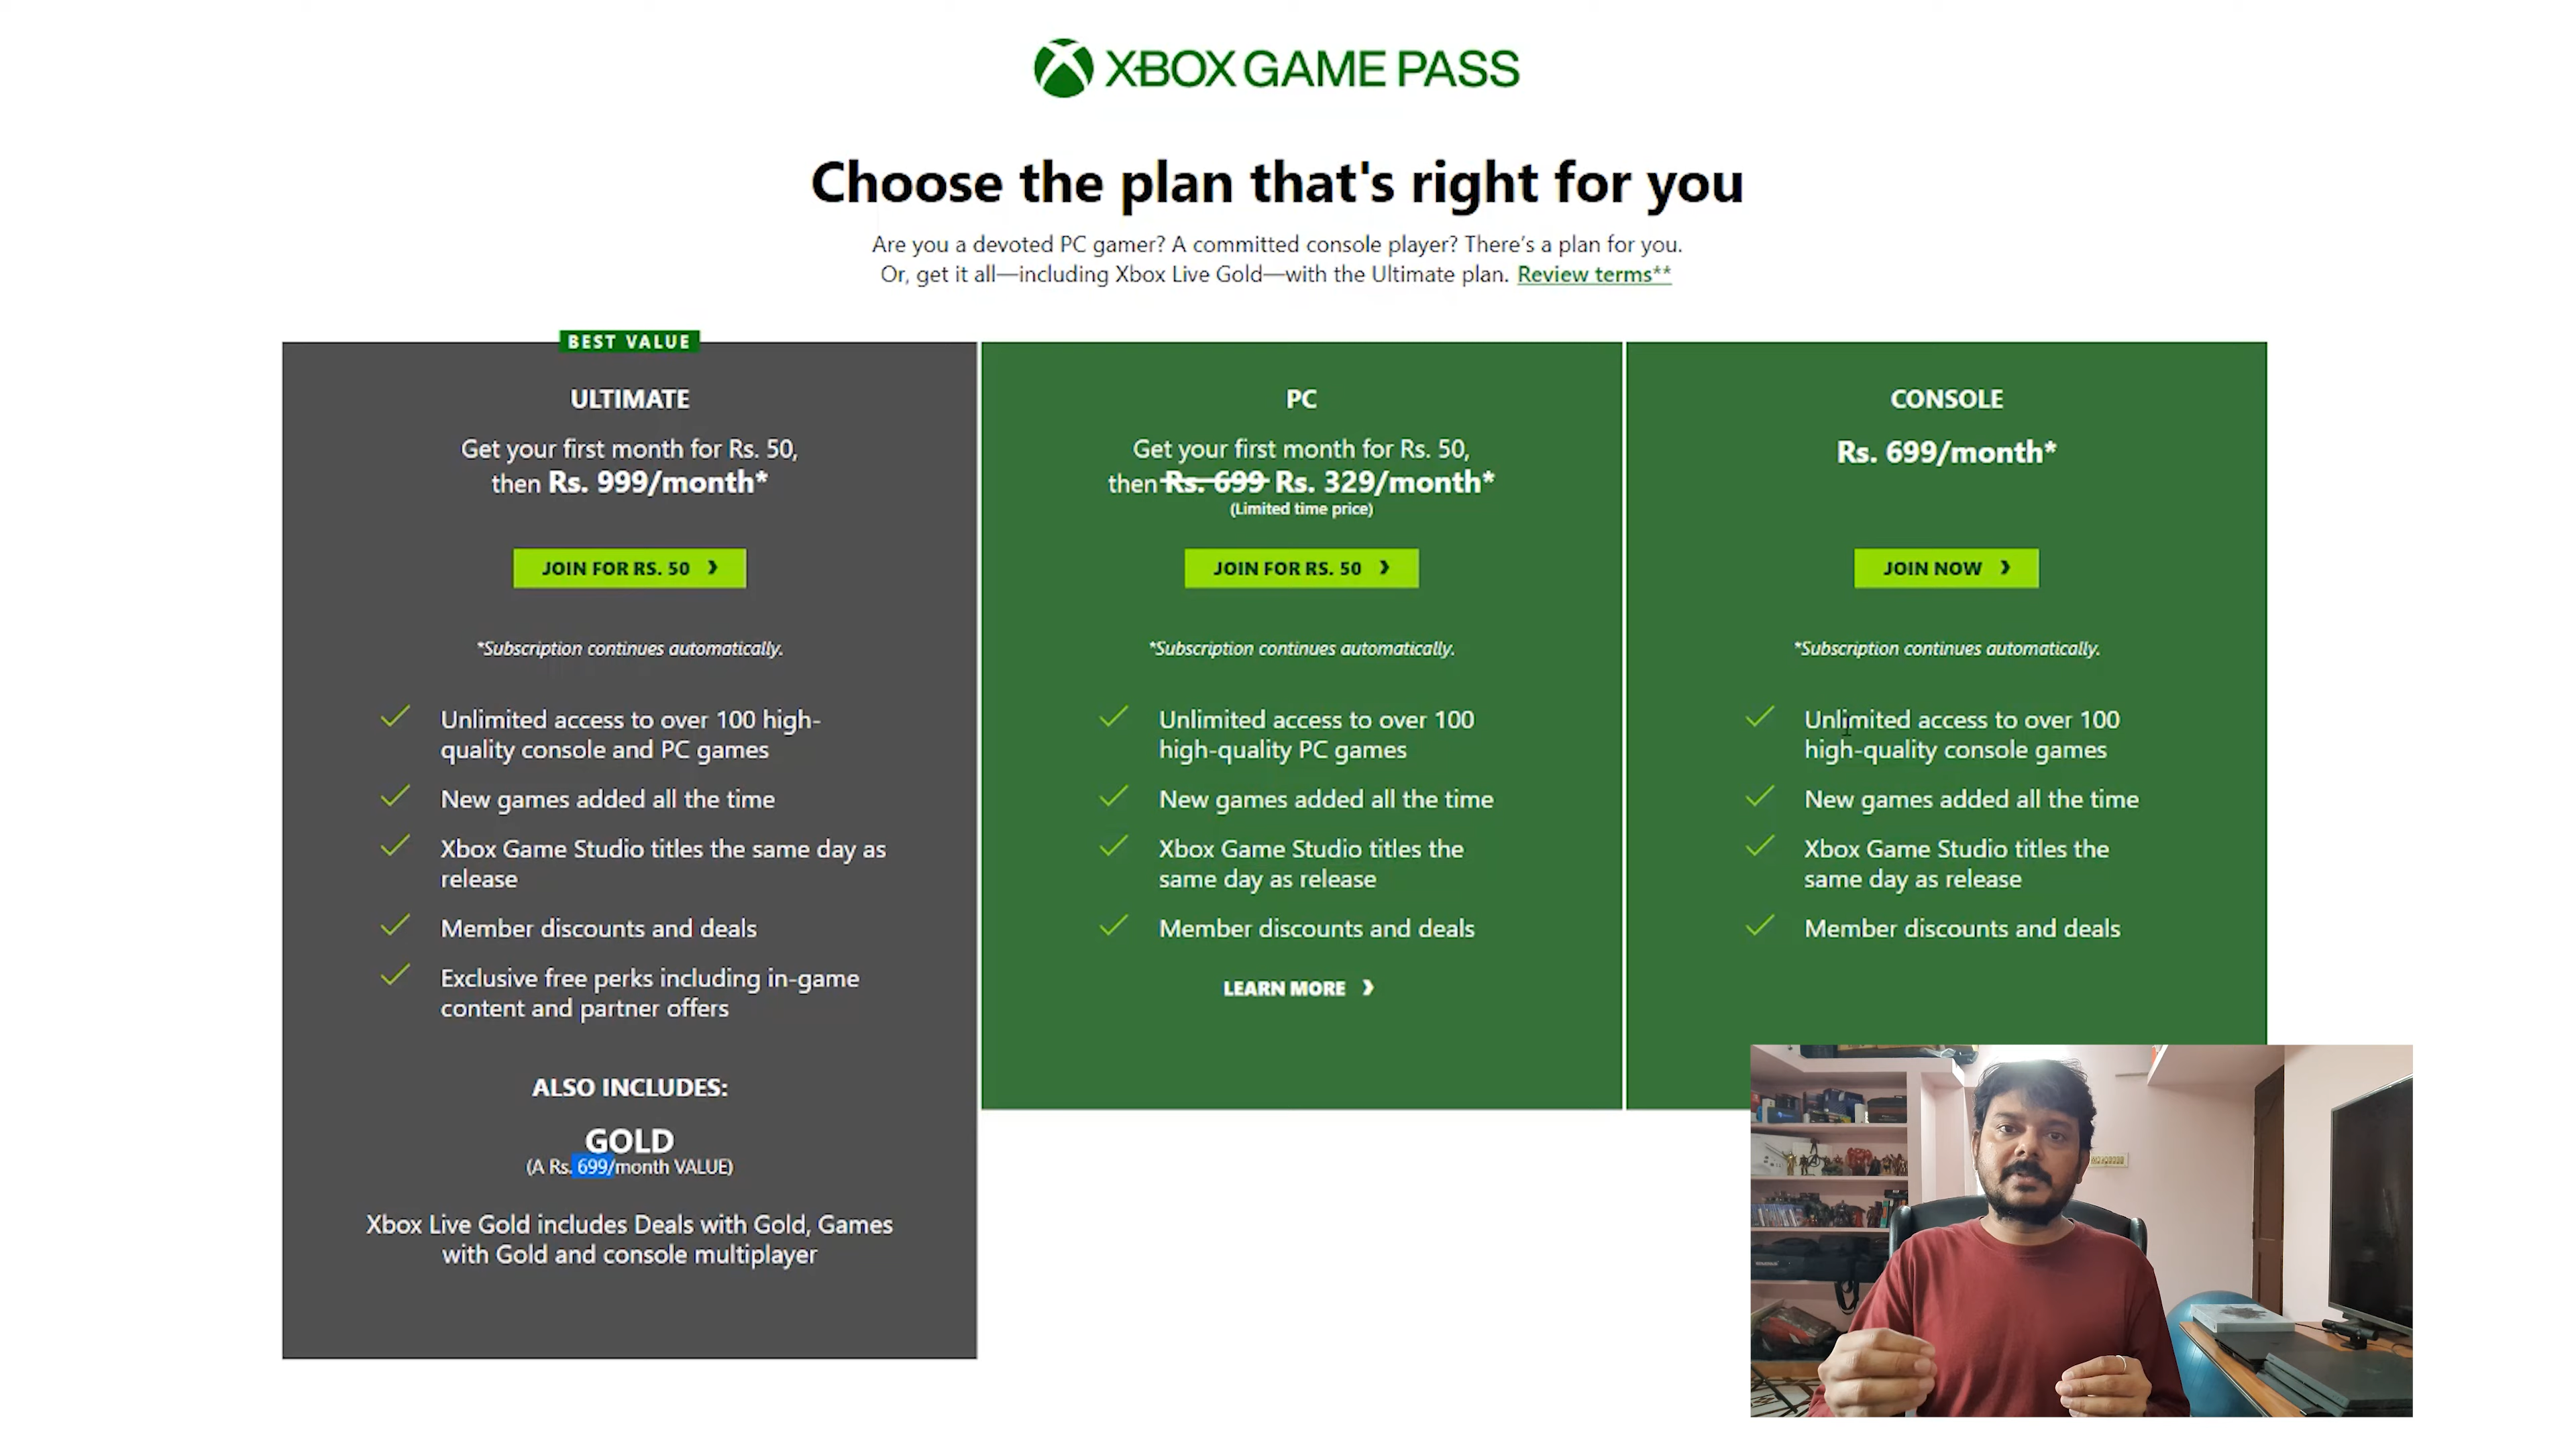 XBOX GAME PASS
Choose the plan that's right for you
Are you a devoted PC gamer? A committed console player? There's a plan for you.
Or, get it all—including Xbox Live Gold—with the Ultimate plan. Review terms**
BEST VALUE
ULTIMATE
Get your first month for Rs. 50,
then Rs. 999/month*
JOIN FOR RS. 50
*Subscription continues automatically.
Unlimited access to over 100 high-
quality console and PC games
New games added all the time
Xbox Game Studio titles the same day as
release
Member discounts and deals
Exclusive free perks including in-game
content and partner offers
ALSO INCLUDES:
GOLD
(A Rs. 699/month VALUE)
Xbox Live Gold includes Deals with Gold, Games
with Gold and console multiplayer
PC
Get your first month for Rs. 50,
then Rs. 699 Rs. 329/month*
(Limited time price)
JOIN FOR RS. 50
*Subscription continues automatically.
Unlimited access to over 100
high-quality PC games
New games added all the time
Xbox Game Studio titles the
same day as release
Member discounts and deals
LEARN MORE
CONSOLE
Rs. 699/month*
JOIN NOW
*Subscription continues automatically.
Unlimited access to over 100
high-quality console games
New games added all the time
Xbox Game Studio titles the
same day as release
Member discounts and deals